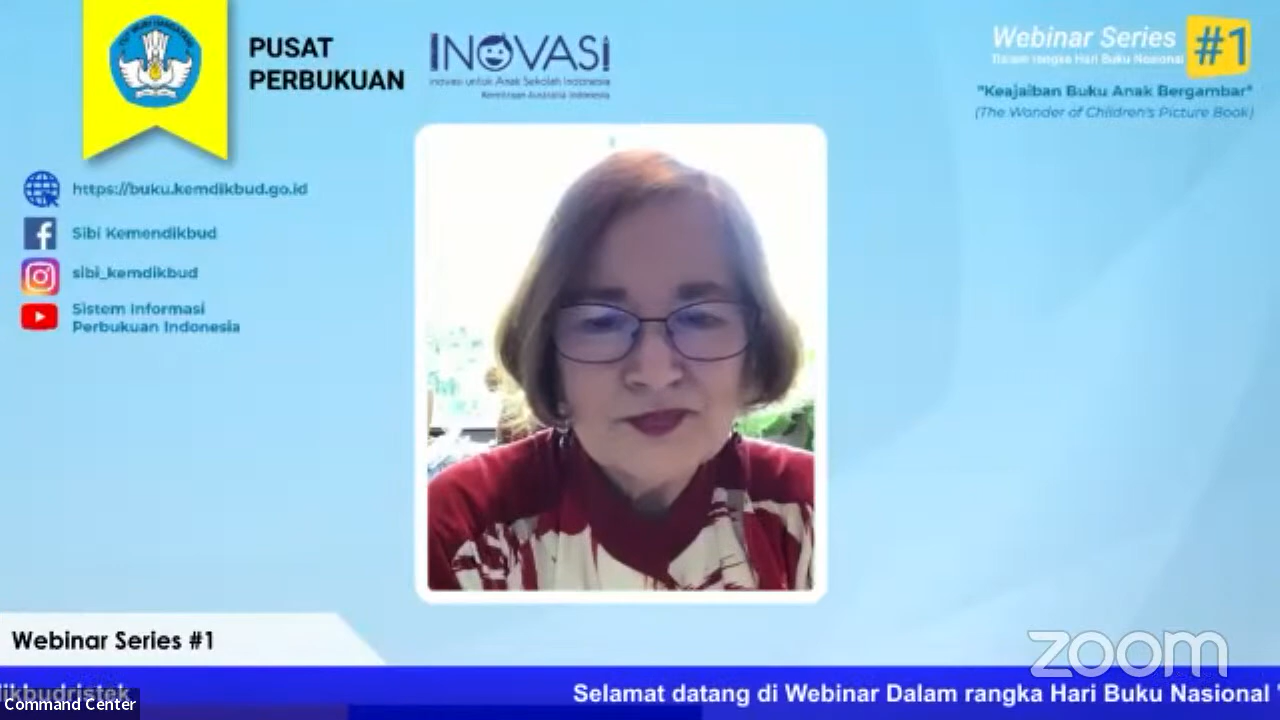 PUSAT
PERBUKUAN
INOVASI
Inovasi untuk Anak Sekolah Indonesia
Kemitraan Australia Indonesia
Webinar Series #1
Dalam rangka Hari Buku Nasional
"Keajaiban Buku Anak Bergambar"
(The Wonder of Children's Picture Book)
https://buku.kemdikbud.go.id
Sibi Kemendikbud
sibi_kemdikbud
Sistem Informasi
Perbukuan Indonesia
Webinar Series #1
zoom
dikbudristek
Selamat datang di Webinar Dalam rangka Hari Buku Nasional "
Command Center